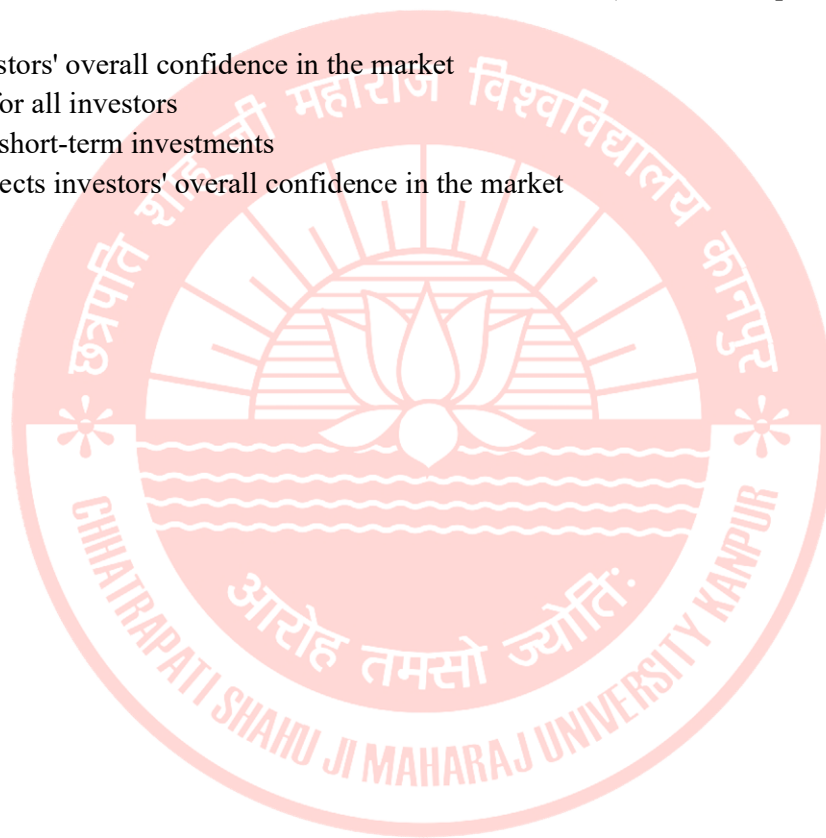 stors' overall confidence in the market
for all investors
short-term investments
ects investors' overall confidence in the market
छत्रपति शाहू जी महाराज विश्वविद्यालय कानपुर
आरोह तमसो ज्योतिः
CHHATRAPATI SHAHU JI MAHARAJ UNIVERSITY KANPUR